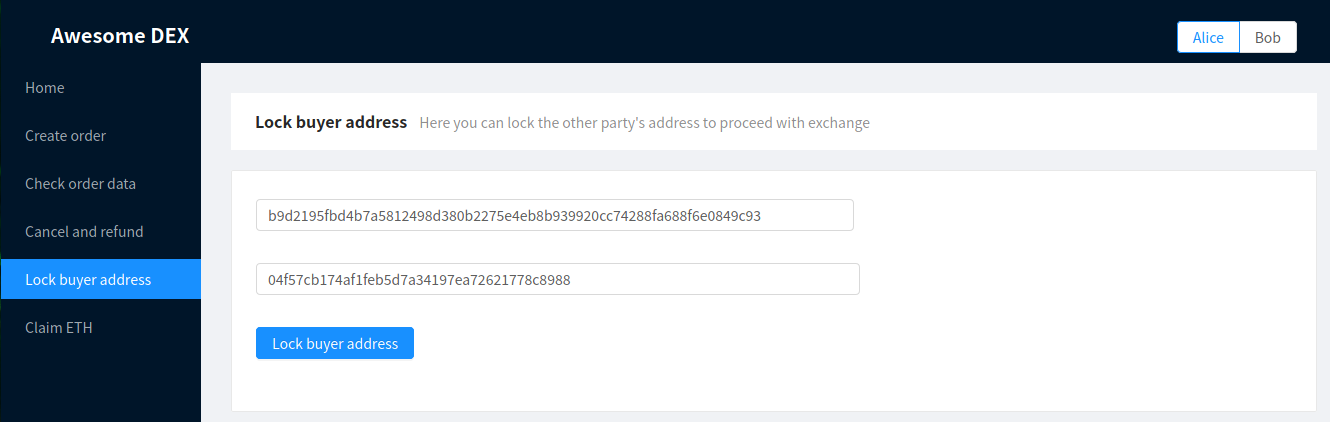 Awesome DEX
Alice Bob
Home
Create order
Check order data
Cancel and refund
Lock buyer address
Claim ETH
Lock buyer address Here you can lock the other party's address to proceed with exchange
b9d2195fbd4b7a5812498d380b2275e4eb8b939920cc74288fa688f6e0849c93
04f57cb174af1feb5d7a34197ea72621778c8988
Lock buyer address